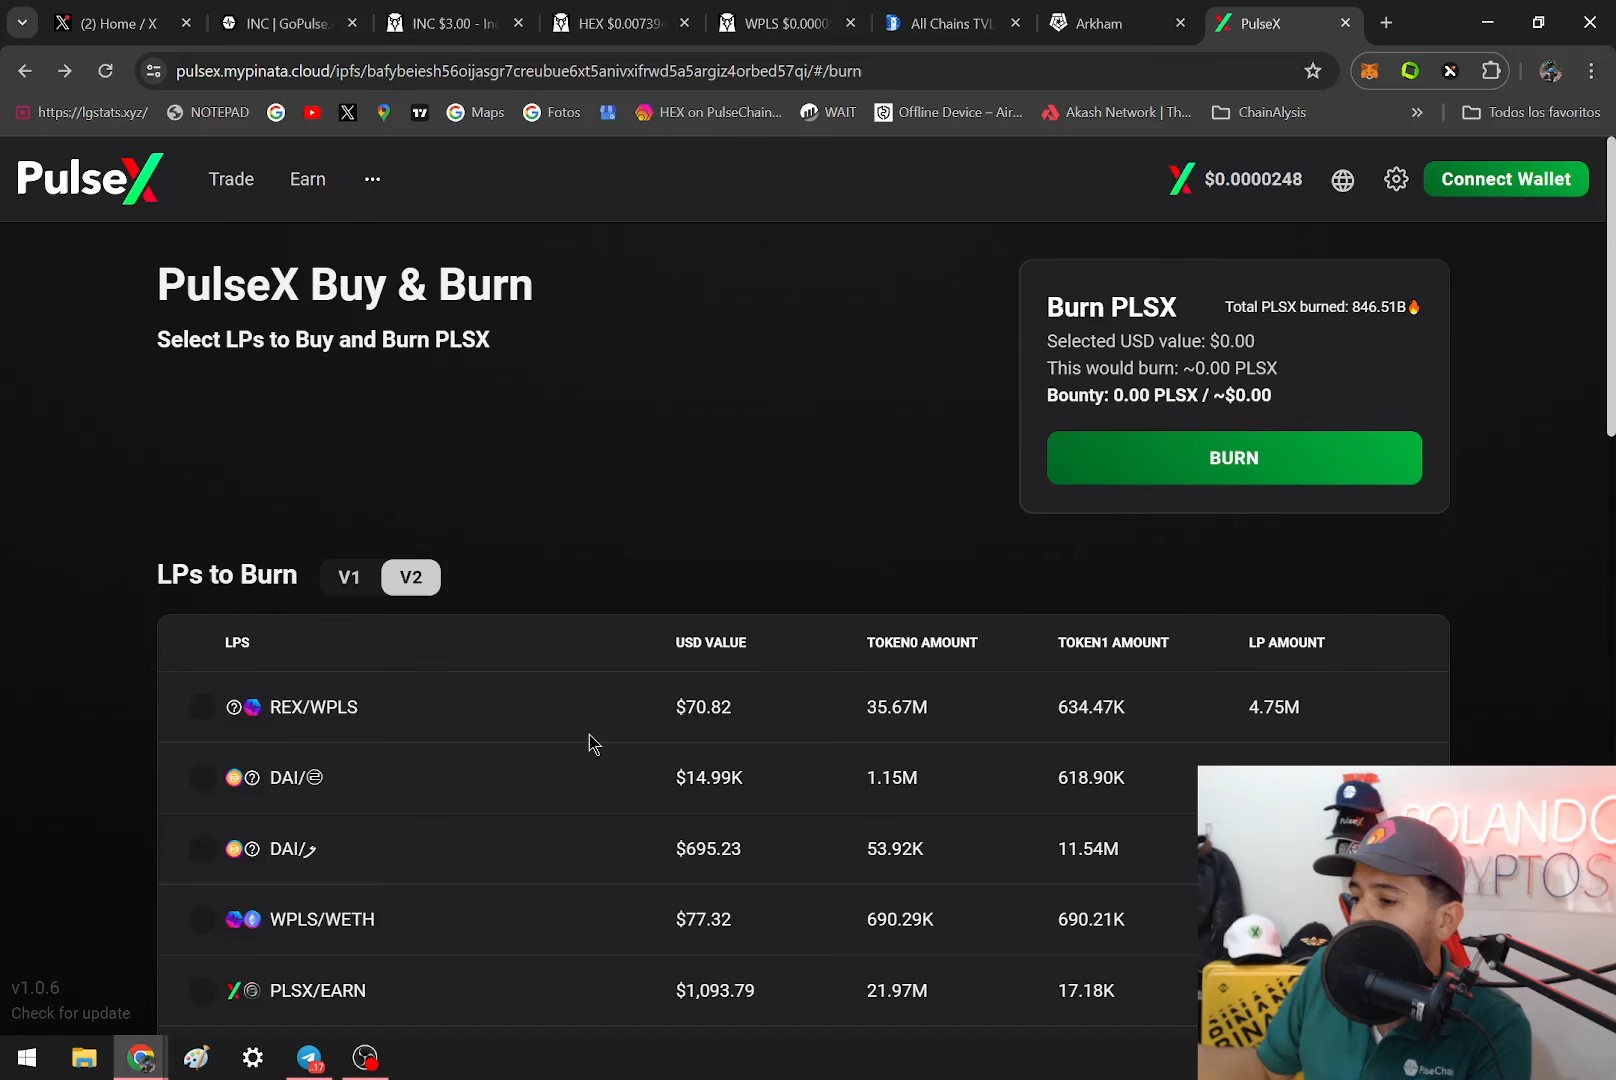 (2) Home / X
INC | GoPulse.
INC $3.00 - Inc
HEX $0.007394
WPLS $0.0000
All Chains TVL
Arkham
PulseX
pulsex.mypinata.cloud/ipfs/bafybeiesh56oijasgr7creubue6xt5anivxifrwd5a5argiz4orbed57qi/#/burn
https://lgstats.xyz/
NOTEPAD
Maps
Fotos
HEX on PulseChain...
WAIT
Offline Device – Air...
Akash Network | Th...
ChainAlysis
Todos los favoritos
PulseX
Trade
Earn
$0.0000248
Connect Wallet
PulseX Buy & Burn
Select LPs to Buy and Burn PLSX
Burn PLSX
Total PLSX burned: 846.51B🔥
Selected USD value: $0.00
This would burn: ~0.00 PLSX
Bounty: 0.00 PLSX / ~$0.00
BURN
LPs to Burn
V1
V2
LPS USD VALUE TOKEN0 AMOUNT TOKEN1 AMOUNT LP AMOUNT
REX/WPLS $70.82 35.67M 634.47K 4.75M
DAI/ $14.99K 1.15M 618.90K
DAI/ $695.23 53.92K 11.54M
WPLS/WETH $77.32 690.29K 690.21K
PLSX/EARN $1,093.79 21.97M 17.18K
v1.0.6
Check for update
17